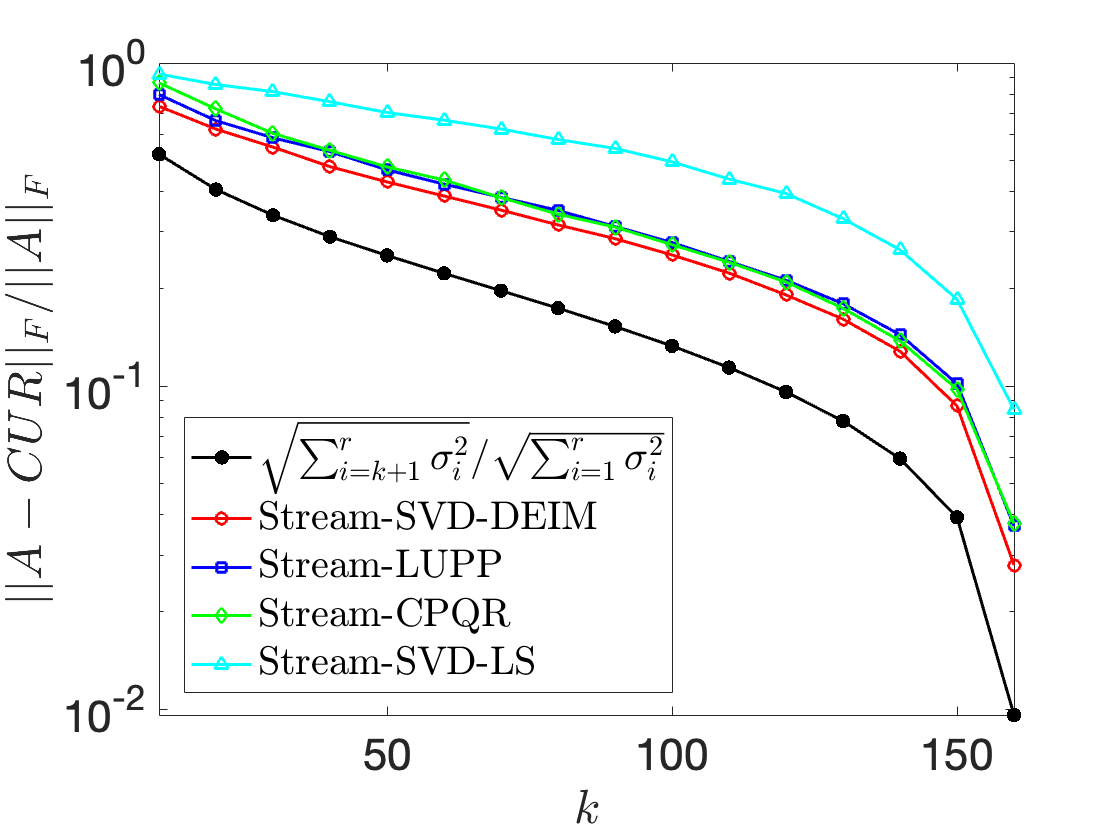 10^0
10^-1
10^-2
||A − CUR||_F/||A||_F
√∑_{i=k+1}^r σ_i^2/√∑_{i=1}^r σ_i^2
Stream-SVD-DEIM
Stream-LUPP
Stream-CPQR
Stream-SVD-LS
50 100 150
k